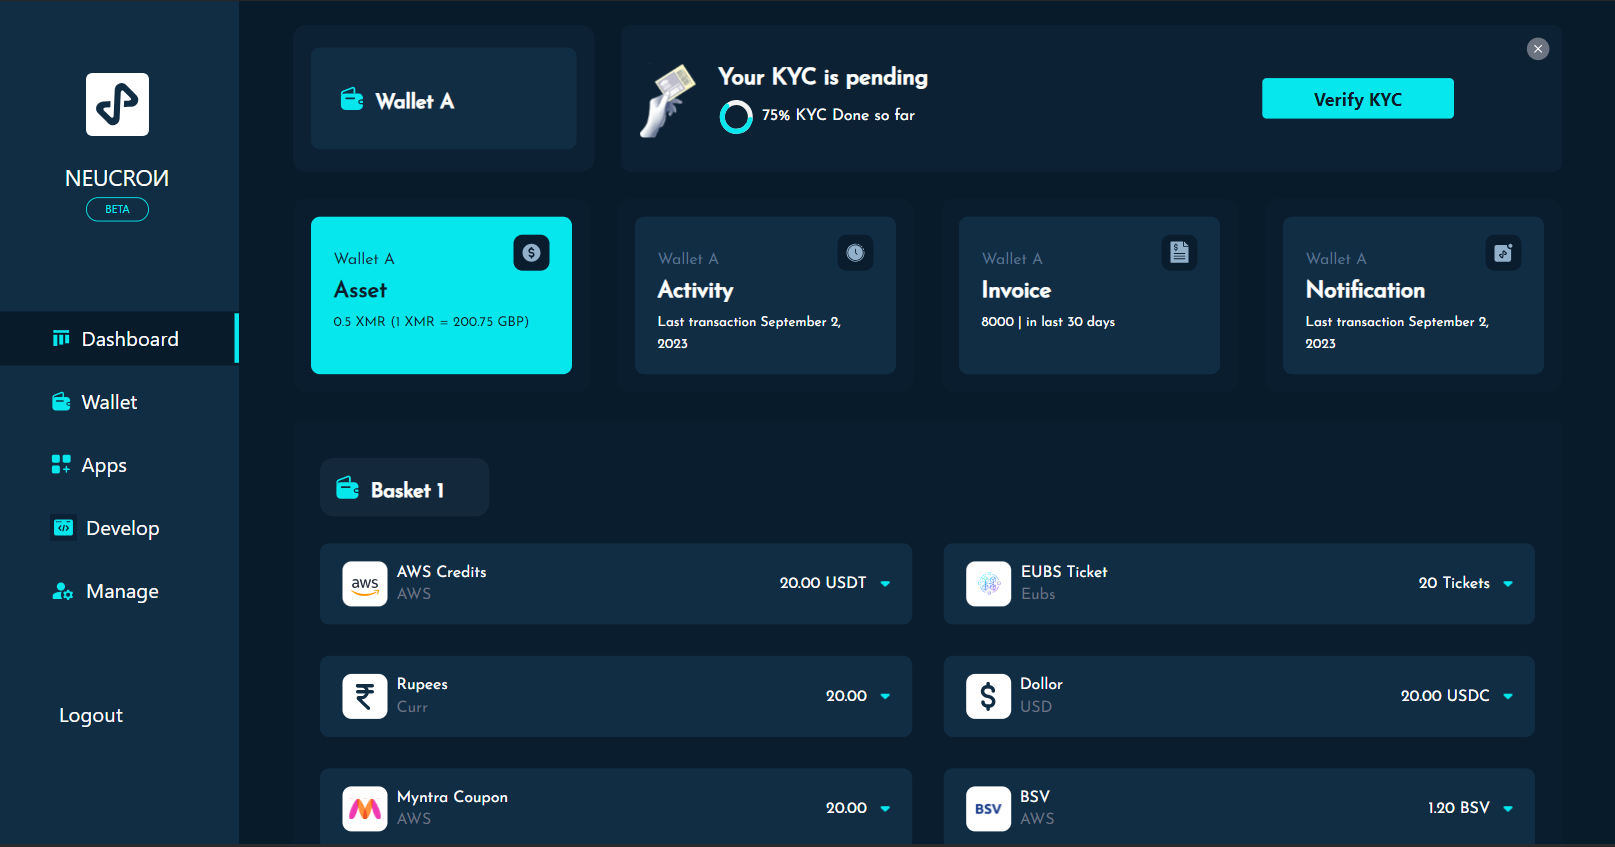 NEUCROИ
BETA
Dashboard
Wallet
Apps
Develop
Manage
Logout
Wallet A
Your KYC is pending
75% KYC Done so far
Verify KYC
Wallet A
Asset
0.5 XMR (1 XMR = 200.75 GBP)
Wallet A
Activity
Last transaction September 2,
2023
Wallet A
Invoice
8000 | in last 30 days
Wallet A
Notification
Last transaction September 2,
2023
Basket 1
aws
AWS Credits
AWS
20.00 USDT
EUBS Ticket
Eubs
20 Tickets
₹
Rupees
Curr
20.00
$
Dollor
USD
20.00 USDC
Myntra Coupon
AWS
20.00
BSV
BSV
AWS
1.20 BSV